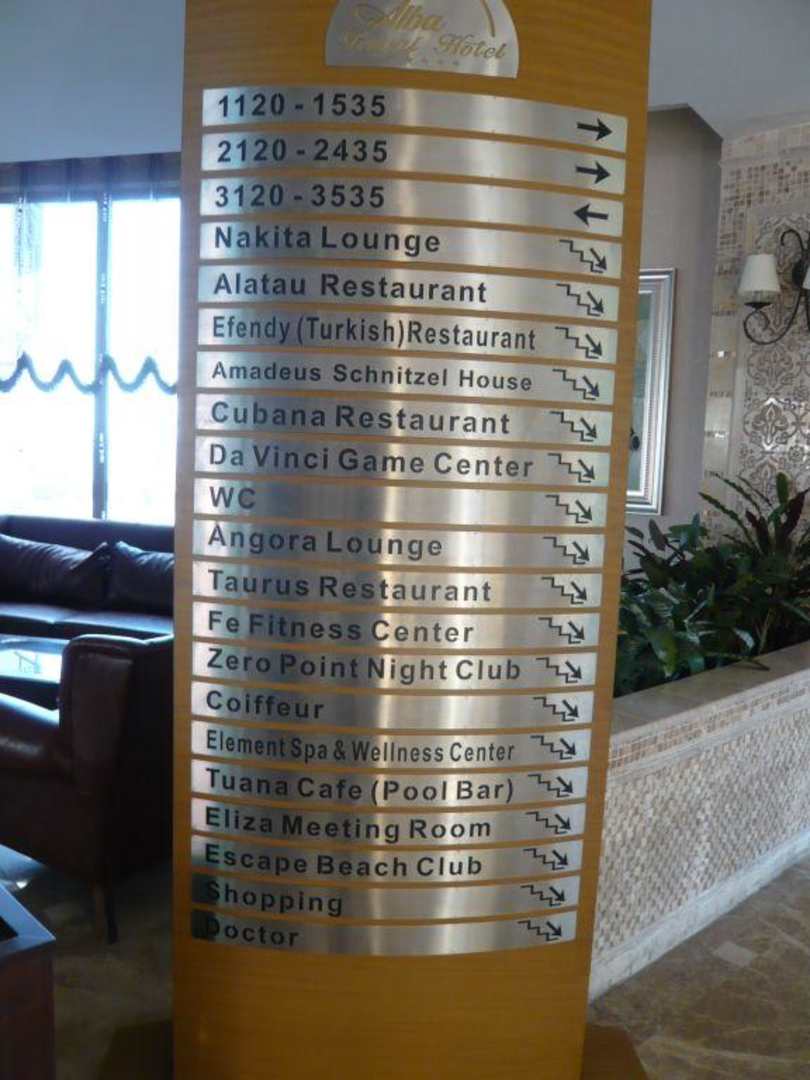 Alba
Hotel
1120 - 1535
2120 - 2435
3120 - 3535
Nakita Lounge
Alatau Restaurant
Efendy (Turkish) Restaurant
Amadeus Schnitzel House
Cubana Restaurant
Da Vinci Game Center
WC
Angora Lounge
Taurus Restaurant
Fe Fitness Center
Zero Point Night Club
Coiffeur
Element Spa & Wellness Center
Tuana Cafe (Pool Bar)
Eliza Meeting Room
Escape Beach Club
Shopping
Doctor